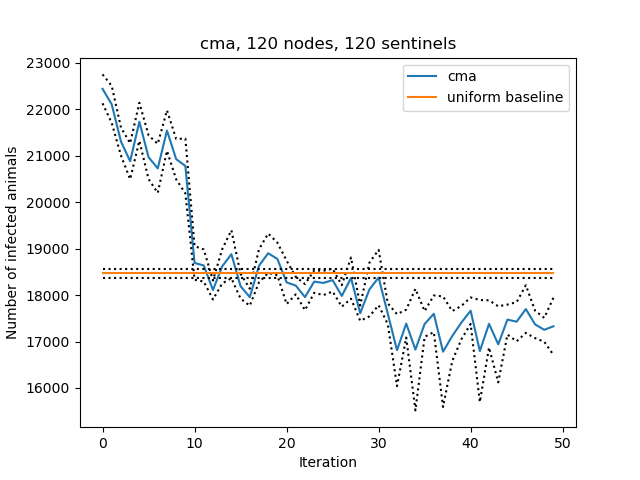 cma, 120 nodes, 120 sentinels
23000
22000
21000
20000
19000
18000
17000
16000
Number of infected animals
cma
uniform baseline
0 10 20 30 40 50
Iteration